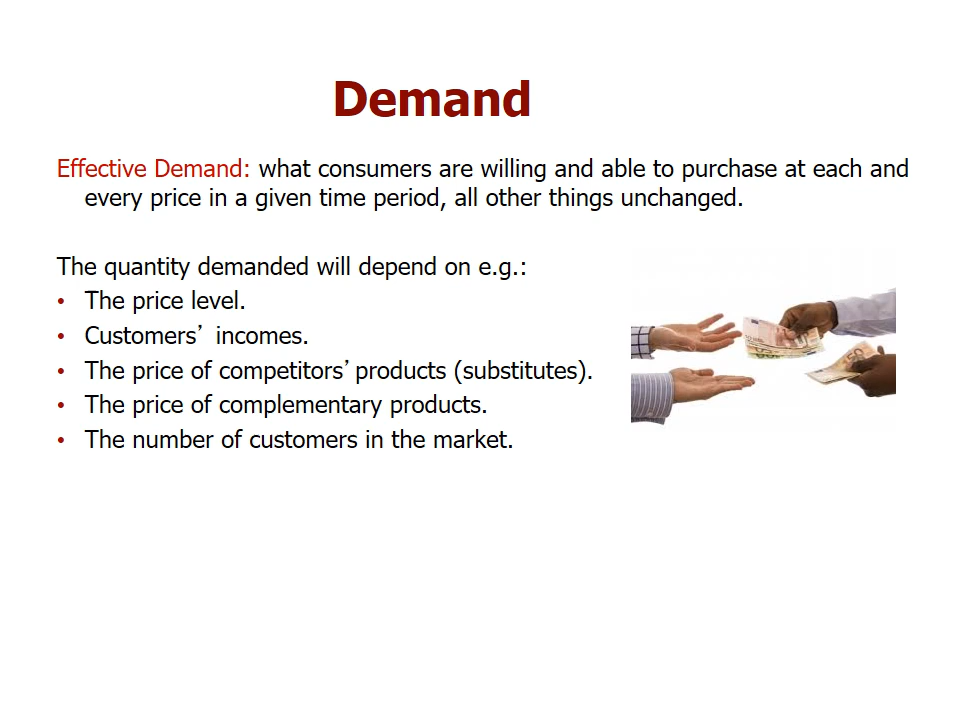 Demand
Effective Demand: what consumers are willing and able to purchase at each and
every price in a given time period, all other things unchanged.
The quantity demanded will depend on e.g.:
• The price level.
• Customers’ incomes.
• The price of competitors’ products (substitutes).
• The price of complementary products.
• The number of customers in the market.
50